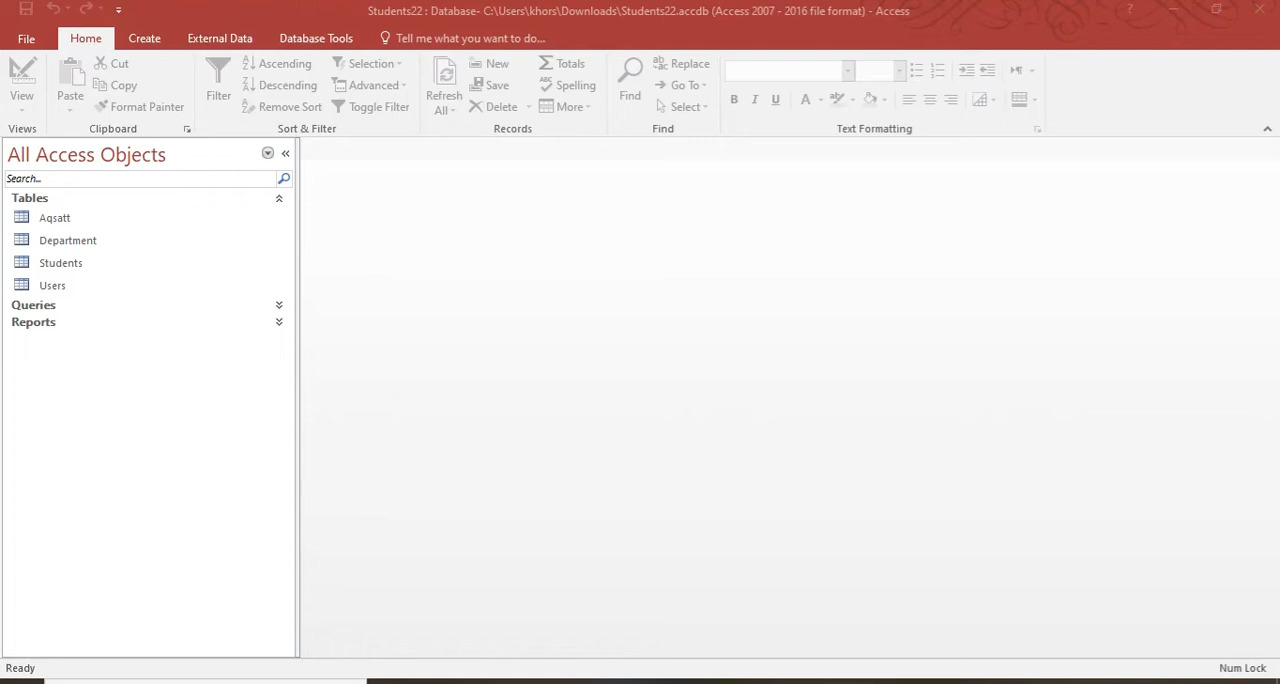 Students22 : Database- C:\Users\khors\Downloads\Students22.accdb (Access 2007 - 2016 file format) - Access
?
File Home Create External Data Database Tools Tell me what you want to do...
View
Views
Paste
Cut
Copy
Format Painter
Clipboard
Filter
Ascending
Descending
Remove Sort
Selection
Advanced
Toggle Filter
Sort & Filter
Refresh
All
New
Save
Delete
Totals
Spelling
More
Records
Find
Replace
Go To
Select
Find
B I U A
Text Formatting
All Access Objects
Search...
Tables
Aqsatt
Department
Students
Users
Queries
Reports
Ready
Num Lock